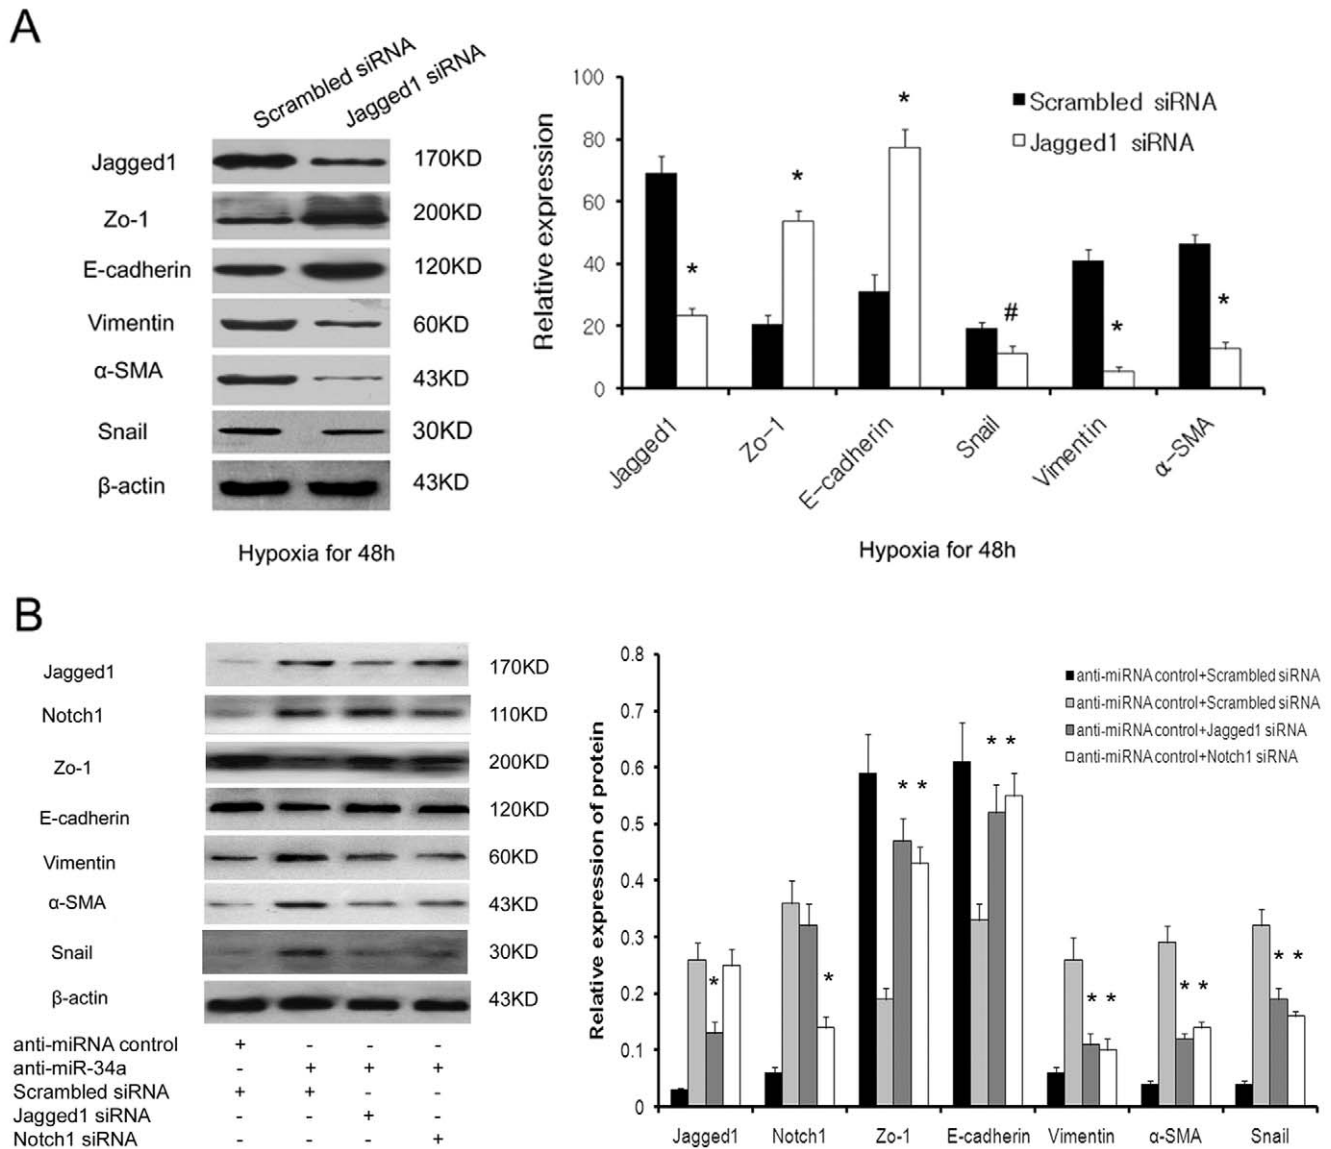 A
Scrambled siRNA
Jagged1 siRNA
Jagged1 170KD
Zo-1 200KD
E-cadherin 120KD
Vimentin 60KD
α-SMA 43KD
Snail 30KD
β-actin 43KD
Hypoxia for 48h
Relative expression
100
80
60
40
20
0
Scrambled siRNA
Jagged1 siRNA
*
*
*
#
*
*
Jagged1
Zo-1
E-cadherin
Snail
Vimentin
α-SMA
Hypoxia for 48h
B
Jagged1 170KD
Notch1 110KD
Zo-1 200KD
E-cadherin 120KD
Vimentin 60KD
α-SMA 43KD
Snail 30KD
β-actin 43KD
anti-miRNA control + - - -
anti-miR-34a - + + +
Scrambled siRNA + + - -
Jagged1 siRNA - - + -
Notch1 siRNA - - - +
Relative expression of protein
0.8
0.7
0.6
0.5
0.4
0.3
0.2
0.1
0
anti-miRNA control+Scrambled siRNA
anti-miRNA control+Scrambled siRNA
anti-miRNA control+Jagged1 siRNA
anti-miRNA control+Notch1 siRNA
*
*
* *
* *
* *
* *
* *
Jagged1 Notch1 Zo-1 E-cadherin Vimentin α-SMA Snail